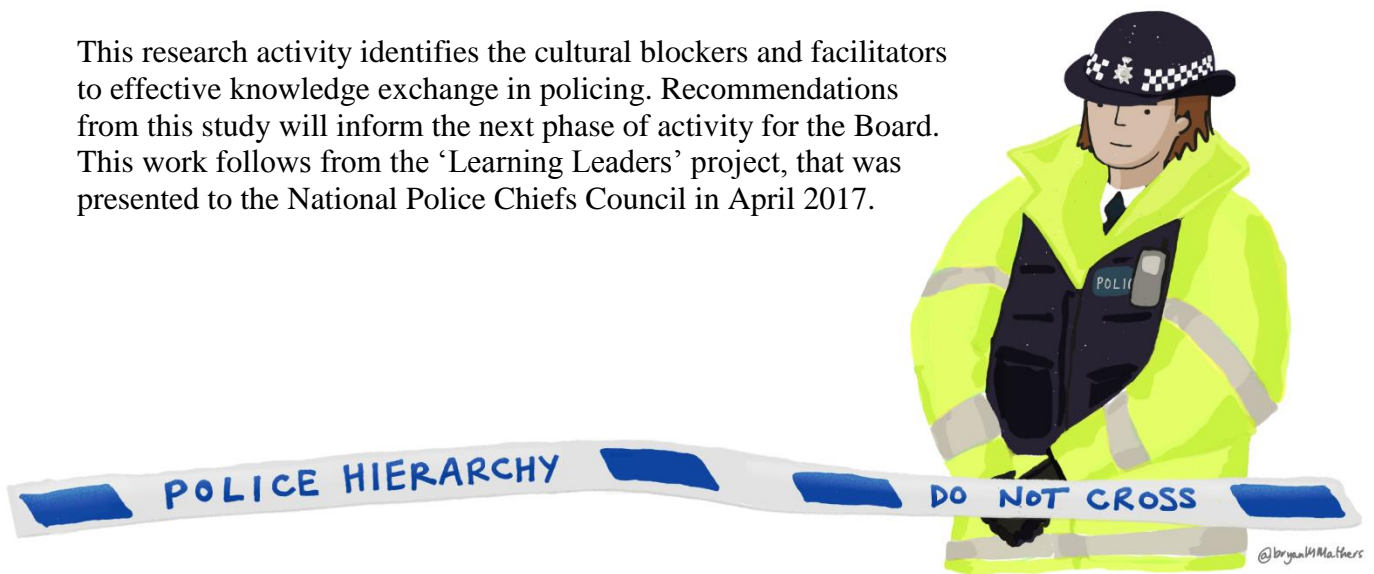 This research activity identifies the cultural blockers and facilitators
to effective knowledge exchange in policing. Recommendations
from this study will inform the next phase of activity for the Board.
This work follows from the ‘Learning Leaders’ project, that was
presented to the National Police Chiefs Council in April 2017.
POLIC
POLICE HIERARCHY DO NOT CROSS
@bryanMMathers